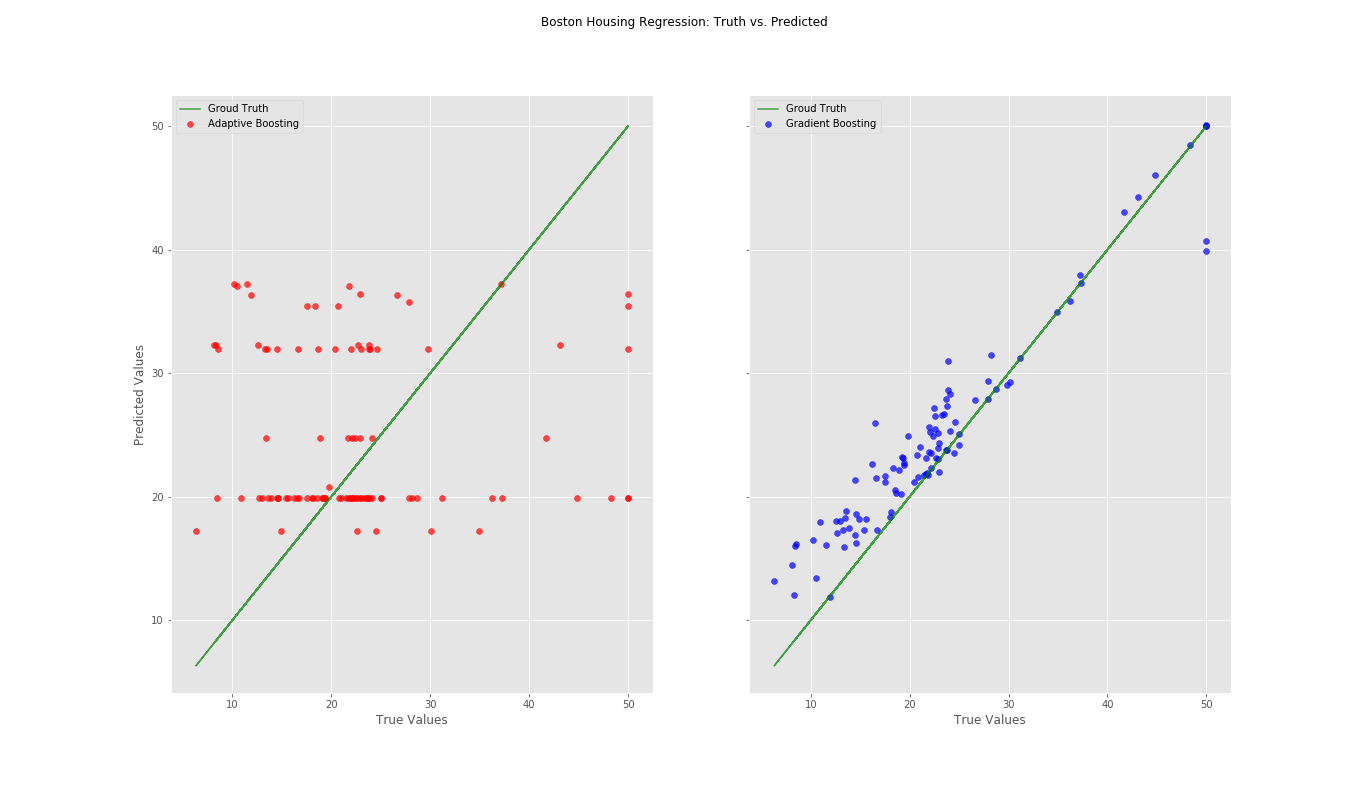 Boston Housing Regression: Truth vs. Predicted
Groud Truth
Adaptive Boosting
50
40
30
20
10
Predicted Values
10 20 30 40 50
True Values
Groud Truth
Gradient Boosting
10 20 30 40 50
True Values